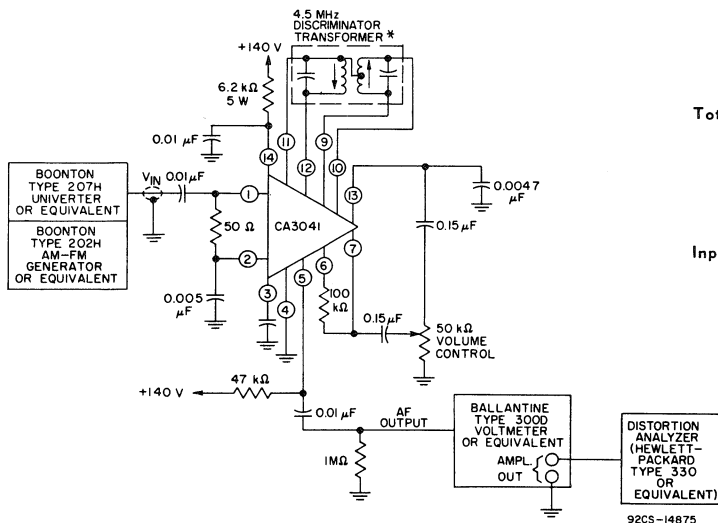 4.5 MHz
DISCRIMINATOR
TRANSFORMER *
+140 V
6.2 kΩ
5 W
0.01 μF
11
12
9
10
14
13
Tot
0.0047
μF
BOONTON
TYPE 207H
UNIVERTER
OR EQUIVALENT
BOONTON
TYPE 202H
AM-FM
GENERATOR
OR EQUIVALENT
VIN
0.01 μF
1
50 Ω
CA3041
2
0.15 μF
7
Inp
0.005
μF
3
4
5
6
100
kΩ
0.15 μF
50 kΩ
VOLUME
CONTROL
+140 V
47 kΩ
0.01 μF
AF
OUTPUT
1MΩ
BALLANTINE
TYPE 300D
VOLTMETER
OR EQUIVALENT
AMPL.
OUT
DISTORTION
ANALYZER
(HEWLETT-
PACKARD
TYPE 330
OR
EQUIVALENT)
92CS-14875